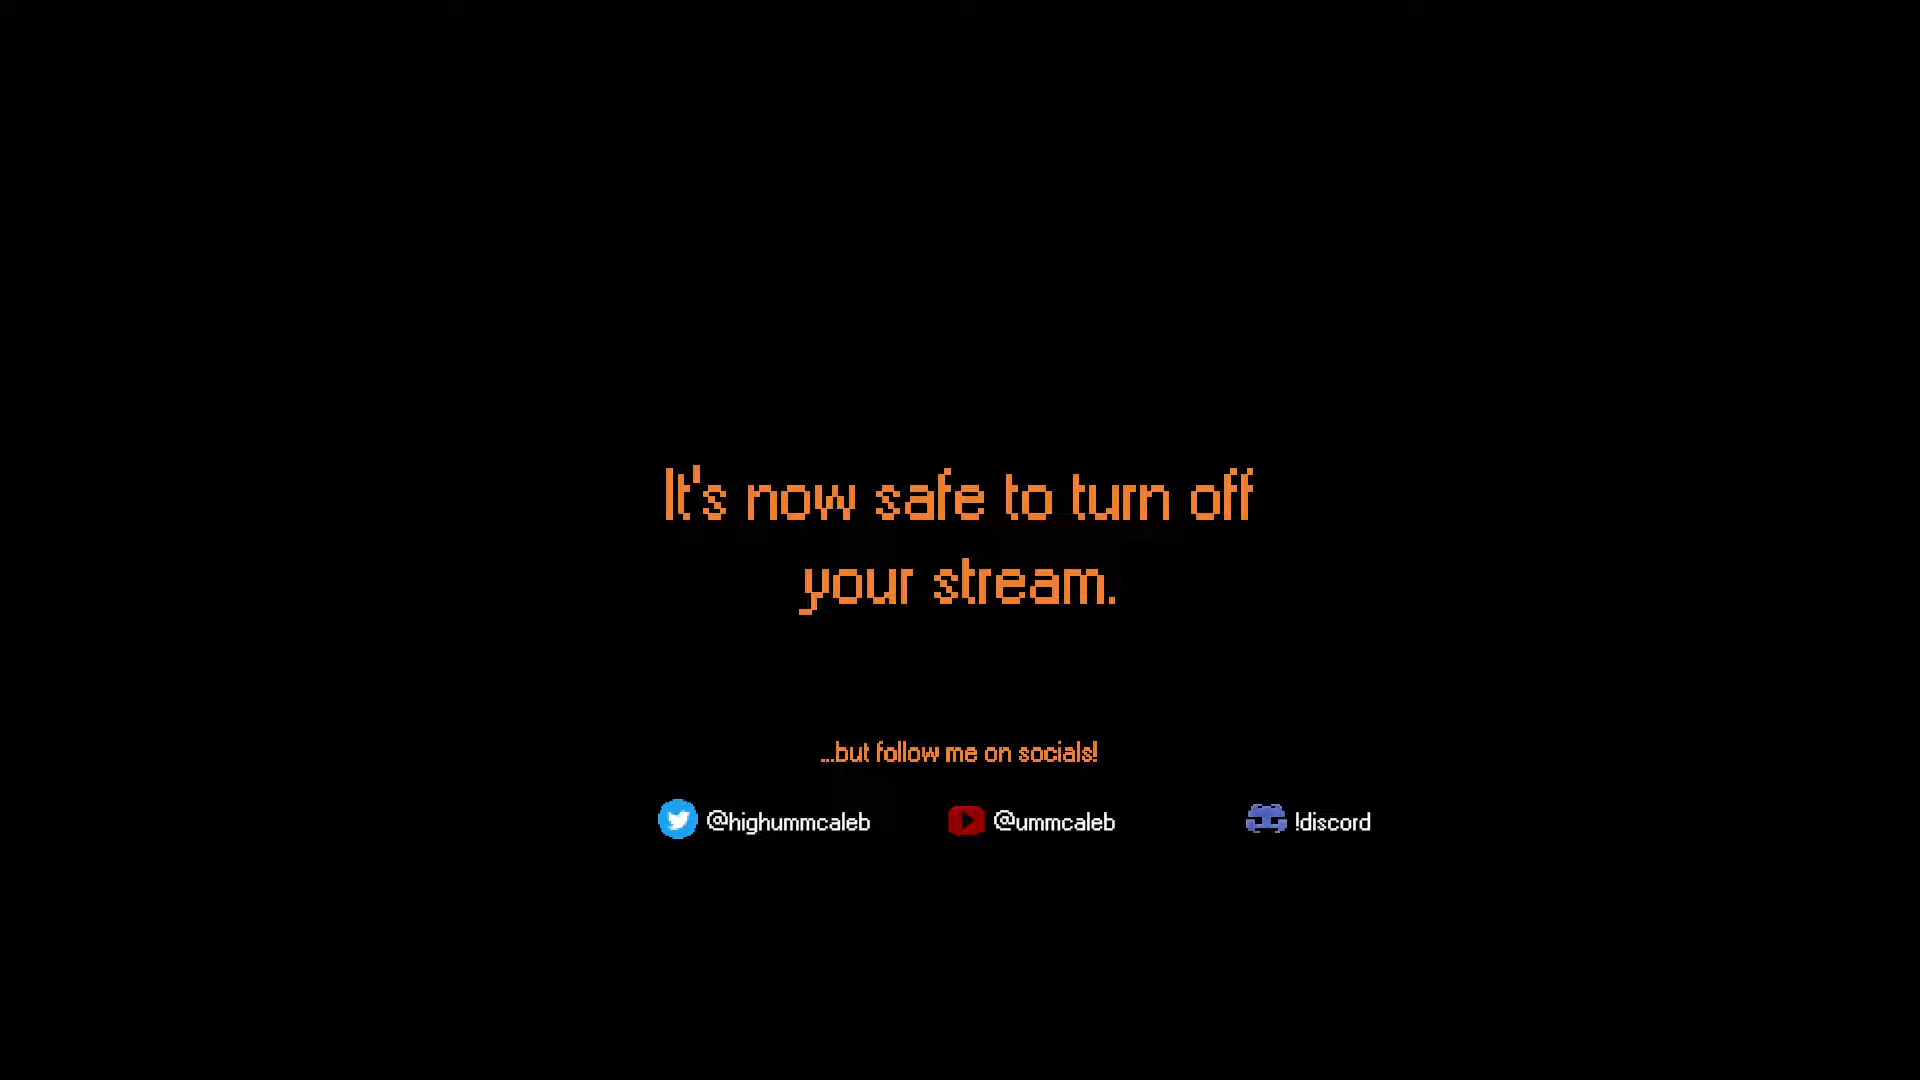 It's now safe to turn off
your stream.
...but follow me on socials!
@highummcaleb @ummcaleb !discord